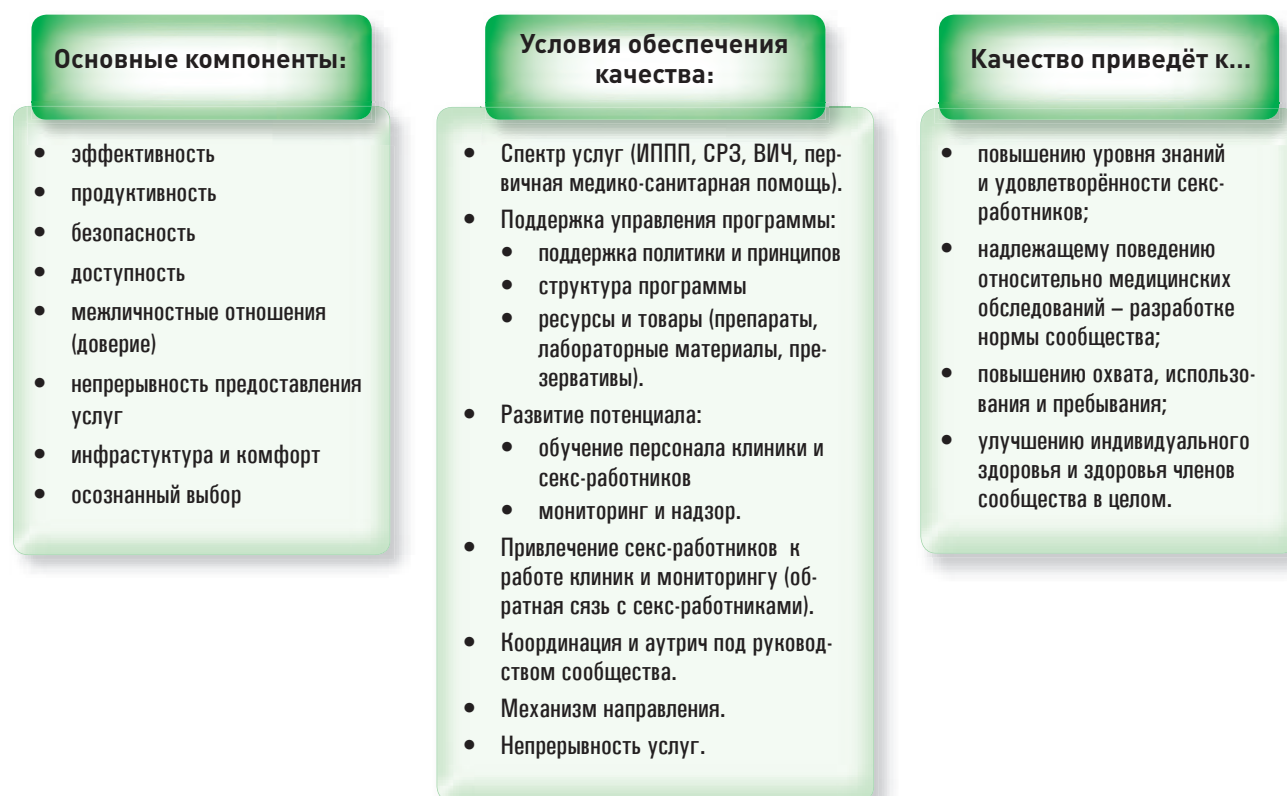 Основные компоненты:
• эффективность
• продуктивность
• безопасность
• доступность
• межличностные отношения
(доверие)
• непрерывность предоставления
услуг
• инфрастуктура и комфорт
• осознанный выбор
Условия обеспечения
качества:
• Спектр услуг (ИППП, СРЗ, ВИЧ, пер-
вичная медико-санитарная помощь).
• Поддержка управления программы:
• поддержка политики и принципов
• структура программы
• ресурсы и товары (препараты,
лабораторные материалы, пре-
зервативы).
• Развитие потенциала:
• обучение персонала клиники и
секс-работников
• мониторинг и надзор.
• Привлечение секс-работников к
работе клиник и мониторингу (об-
ратная сязь с секс-работниками).
• Координация и аутрич под руковод-
ством сообщества.
• Механизм направления.
• Непрерывность услуг.
Качество приведёт к...
• повышению уровня знаний
и удовлетворённости секс-
работников;
• надлежащему поведению
относительно медицинских
обследований – разработке
нормы сообщества;
• повышению охвата, использо-
вания и пребывания;
• улучшению индивидуального
здоровья и здоровья членов
сообщества в целом.